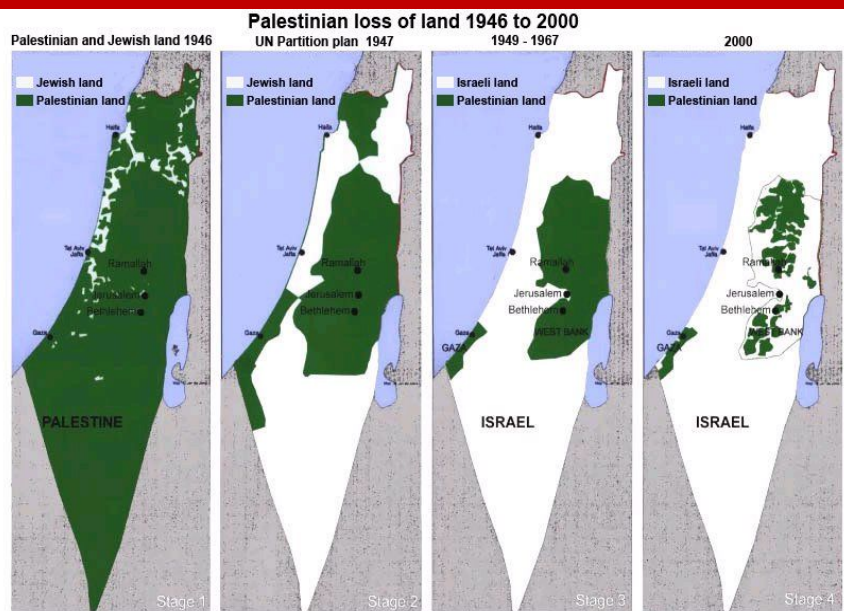 Palestinian loss of land 1946 to 2000
Palestinian and Jewish land 1946
Jewish land
Palestinian land
Haifa
Tel Aviv
Jaffa
Ramallah
Jerusalem
Bethlehem
Gaza
PALESTINE
Stage 1
UN Partition plan 1947
Jewish land
Palestinian land
Haifa
Tel Aviv
Jaffa
Ramallah
Jerusalem
Bethlehem
Gaza
Stage 2
1949 - 1967
Israeli land
Palestinian land
Haifa
Tel Aviv
Jaffa
Ramallah
Jerusalem
Bethlehem
Gaza
GAZA
WEST BANK
ISRAEL
Stage 3
2000
Israeli land
Palestinian land
Haifa
Tel Aviv
Jaffa
Ramallah
Jerusalem
Bethlehem
Gaza
GAZA
WEST BANK
ISRAEL
Stage 4